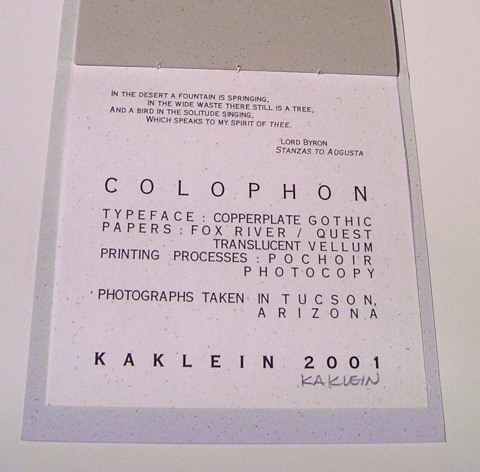 IN THE DESERT A FOUNTAIN IS SPRINGING,
IN THE WIDE WASTE THERE STILL IS A TREE,
AND A BIRD IN THE SOLITUDE SINGING,
WHICH SPEAKS TO MY SPIRIT OF THEE.
LORD BYRON
STANZAS TO AUGUSTA
COLOPHON
TYPEFACE : COPPERPLATE GOTHIC
PAPERS : FOX RIVER / QUEST
TRANSLUCENT VELLUM
PRINTING PROCESSES : POCHOIR
PHOTOCOPY
PHOTOGRAPHS TAKEN IN TUCSON,
ARIZONA
KAKLEIN 2001
KAKLEIN